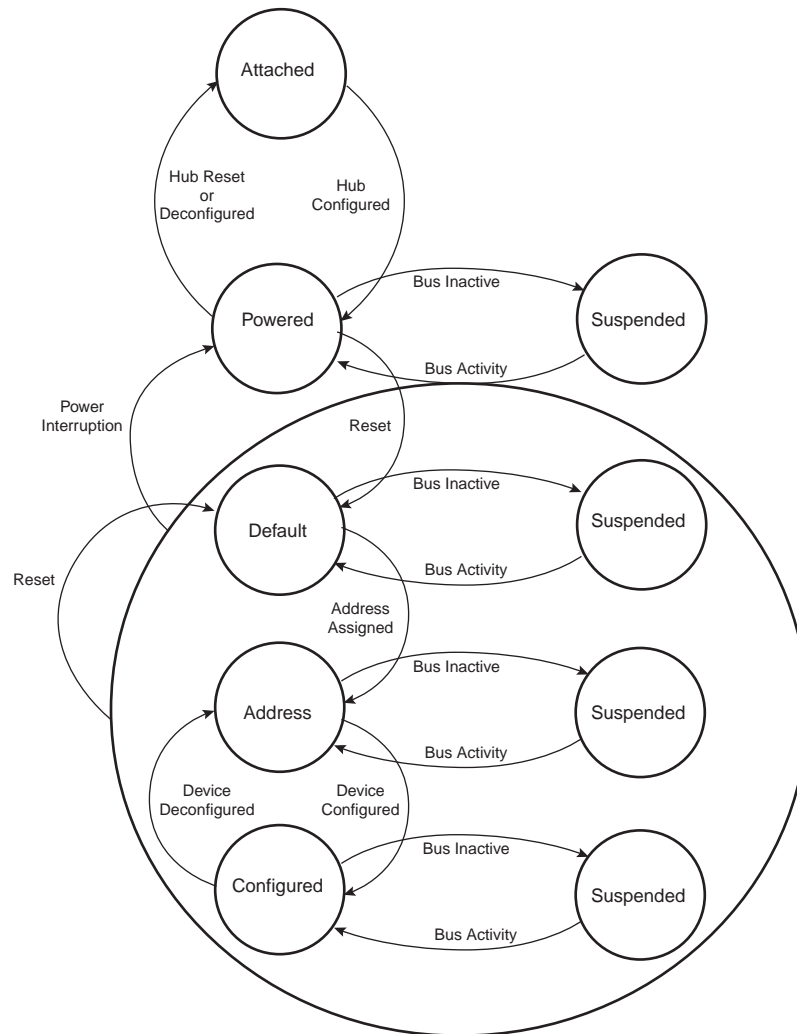 Attached
Hub Reset
or
Deconfigured
Hub
Configured
Bus Inactive
Powered
Suspended
Bus Activity
Power
Interruption
Reset
Bus Inactive
Default
Suspended
Bus Activity
Reset
Address
Assigned
Bus Inactive
Address
Suspended
Bus Activity
Device
Deconfigured
Device
Configured
Bus Inactive
Configured
Suspended
Bus Activity